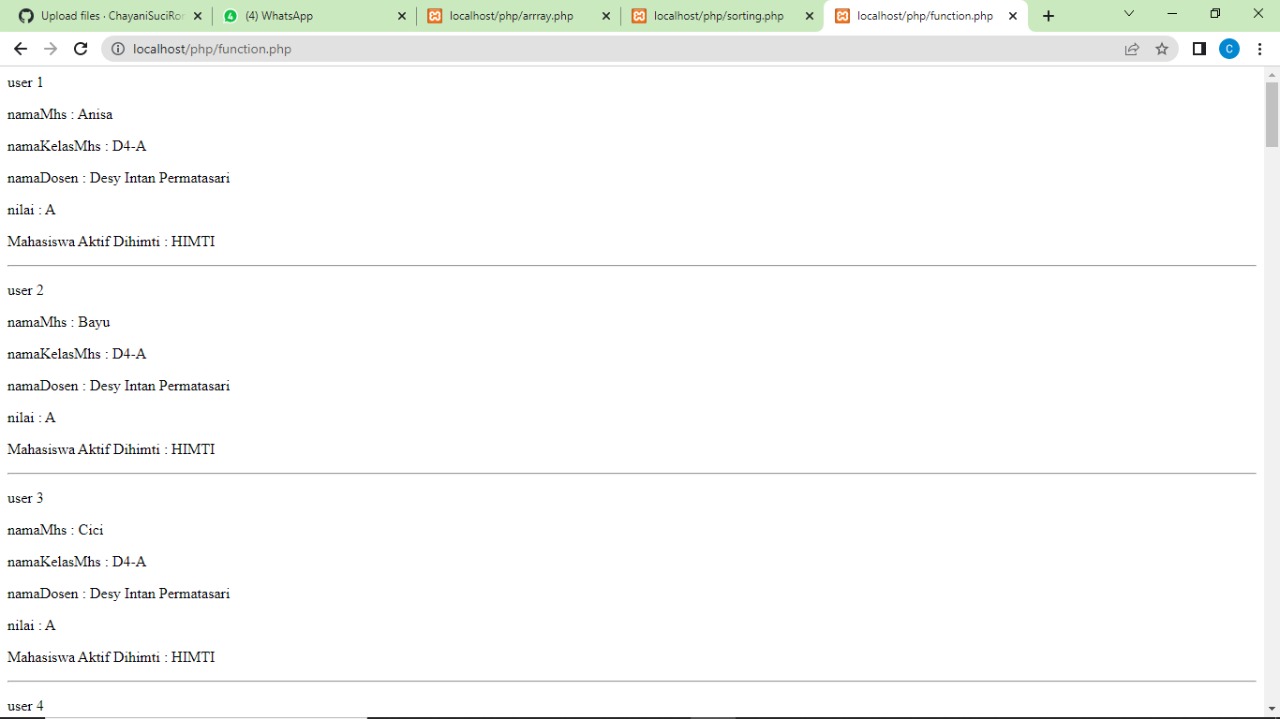 Upload files · ChayaniSuciRor
(4) WhatsApp
localhost/php/arrray.php
localhost/php/sorting.php
localhost/php/function.php
localhost/php/function.php
C
user 1
namaMhs : Anisa
namaKelasMhs : D4-A
namaDosen : Desy Intan Permatasari
nilai : A
Mahasiswa Aktif Dihimti : HIMTI
user 2
namaMhs : Bayu
namaKelasMhs : D4-A
namaDosen : Desy Intan Permatasari
nilai : A
Mahasiswa Aktif Dihimti : HIMTI
user 3
namaMhs : Cici
namaKelasMhs : D4-A
namaDosen : Desy Intan Permatasari
nilai : A
Mahasiswa Aktif Dihimti : HIMTI
user 4